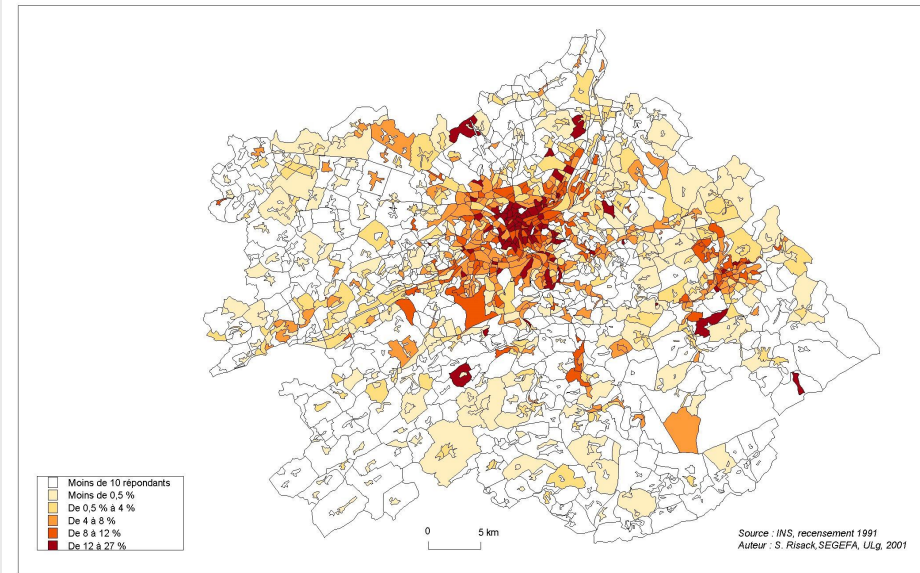 Moins de 10 répondants
Moins de 0,5 %
De 0,5 % à 4 %
De 4 à 8 %
De 8 à 12 %
De 12 à 27 %
0 5 km
Source : INS, recensement 1991
Auteur : S. Risack,SEGEFA, ULg, 2001